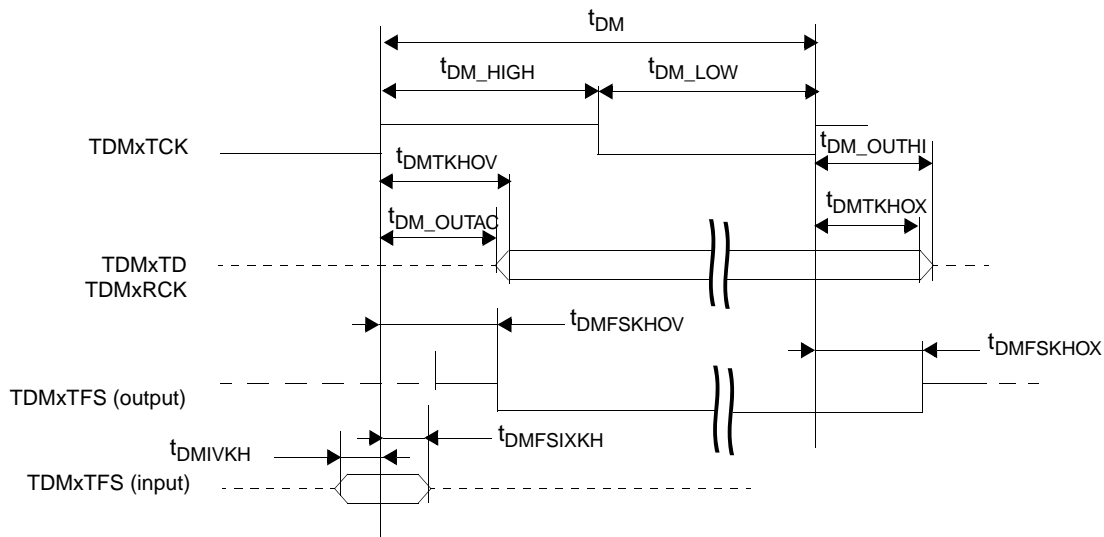 tDM
tDM_HIGH
tDM_LOW
TDMxTCK
tDMTKHOV
tDM_OUTHI
tDM_OUTAC
tDMTKHOX
TDMxTD
TDMxRCK
tDMFSKHOV
tDMFSKHOX
TDMxTFS (output)
tDMIVKH
tDMFSIXKH
TDMxTFS (input)